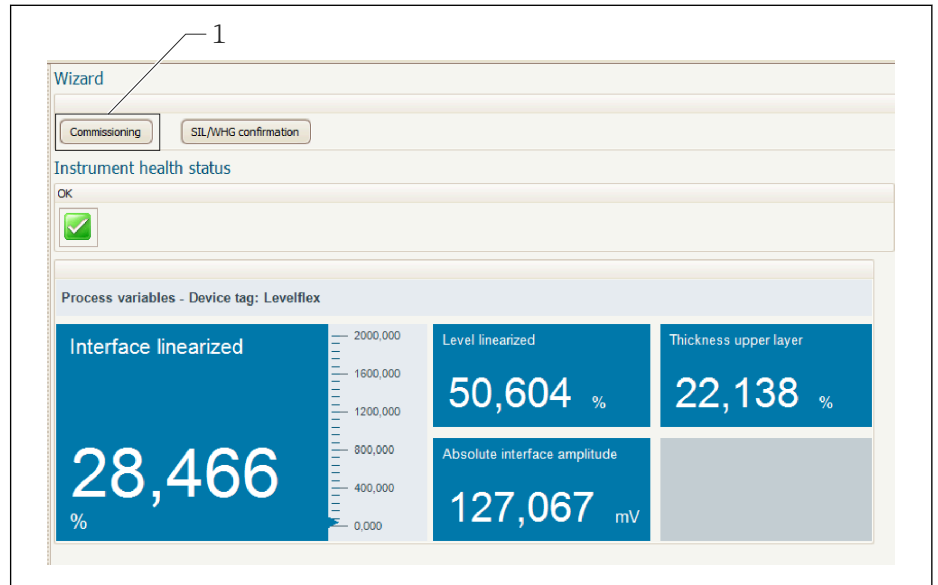 1
Wizard
Commissioning SIL/WHG confirmation
Instrument health status
OK
Process variables - Device tag: Levelflex
Interface linearized
28,466
%
2000,000
1600,000
1200,000
800,000
400,000
0,000
Level linearized
50,604 %
Thickness upper layer
22,138 %
Absolute interface amplitude
127,067 mV